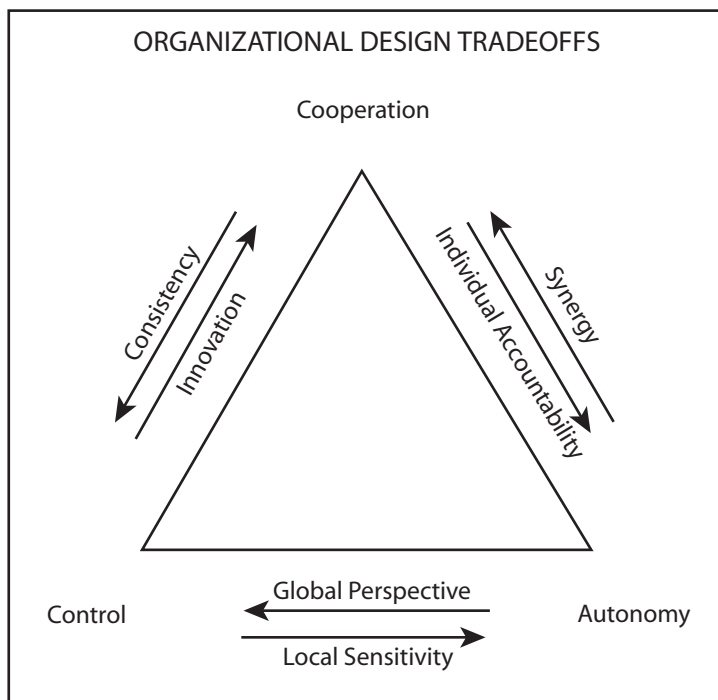 ORGANIZATIONAL DESIGN TRADEOFFS
Cooperation
Consistency
Innovation
Individual Accountability
Synergy
Control
Global Perspective
Local Sensitivity
Autonomy